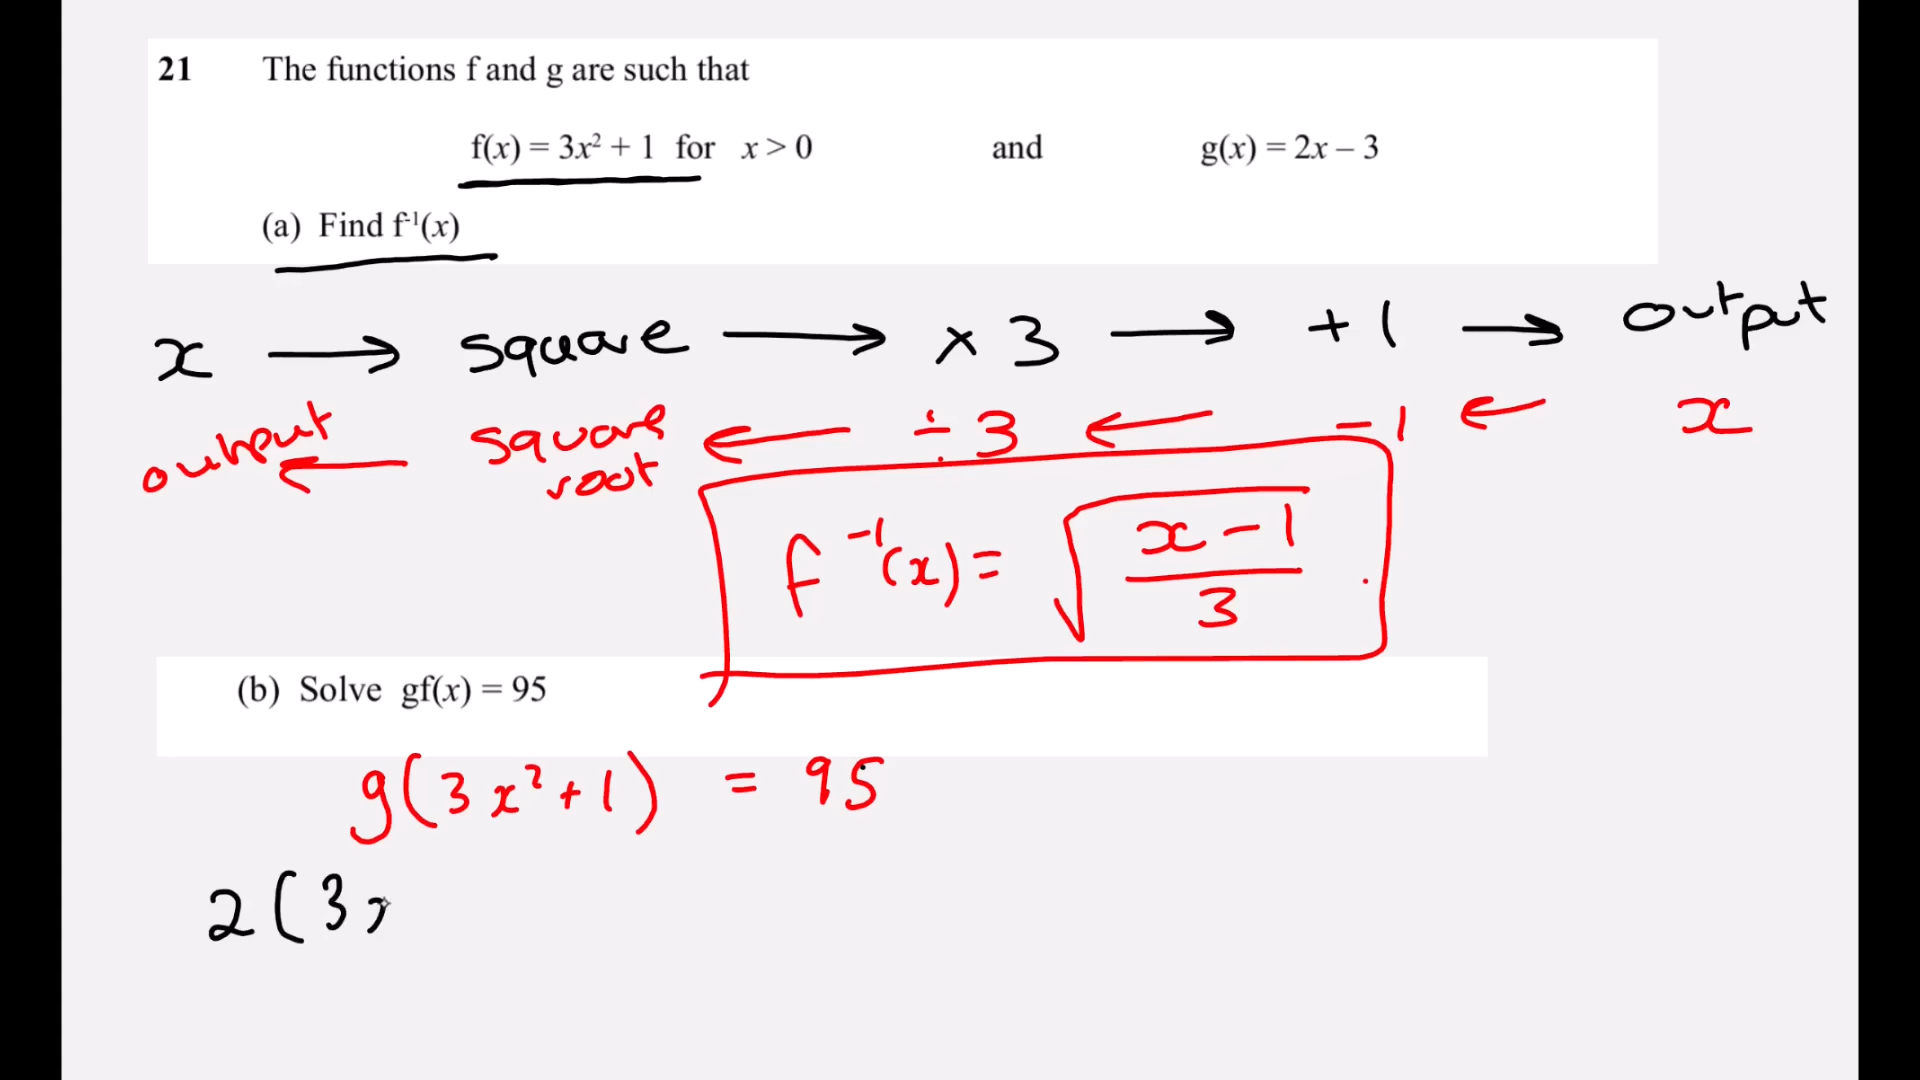 21 The functions f and g are such that
f(x) = 3x² + 1 for x > 0 and g(x) = 2x – 3
(a) Find f⁻¹(x)
x → square → × 3 → + 1 → output
output ← square root ← ÷ 3 ← – 1 ← x
f⁻¹(x) = √((x – 1)/3)
(b) Solve gf(x) = 95
g(3x² + 1) = 95
2(3x